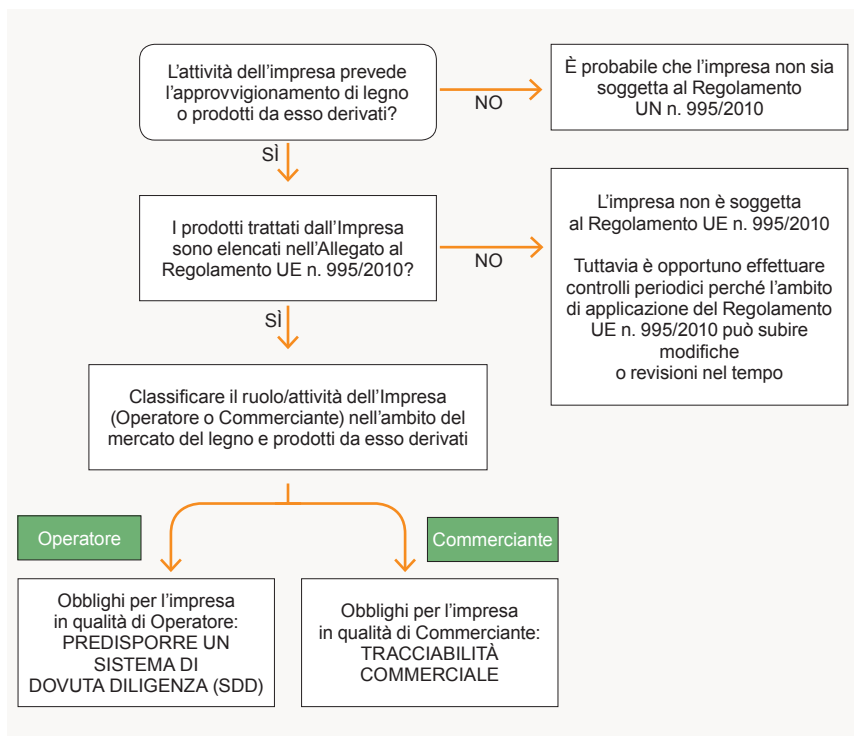 L’attività dell’impresa prevede
l’approvvigionamento di legno
o prodotti da esso derivati?
NO
È probabile che l’impresa non sia
soggetta al Regolamento
UN n. 995/2010
SÌ
I prodotti trattati dall’Impresa
sono elencati nell’Allegato al
Regolamento UE n. 995/2010?
NO
L’impresa non è soggetta
al Regolamento UE n. 995/2010
Tuttavia è opportuno effettuare
controlli periodici perché l’ambito
di applicazione del Regolamento
UE n. 995/2010 può subire
modifiche
o revisioni nel tempo
SÌ
Classificare il ruolo/attività dell’Impresa
(Operatore o Commerciante) nell’ambito del
mercato del legno e prodotti da esso derivati
Operatore
Commerciante
Obblighi per l’impresa
in qualità di Operatore:
PREDISPORRE UN
SISTEMA DI
DOVUTA DILIGENZA (SDD)
Obblighi per l’impresa
in qualità di Commerciante:
TRACCIABILITÀ
COMMERCIALE